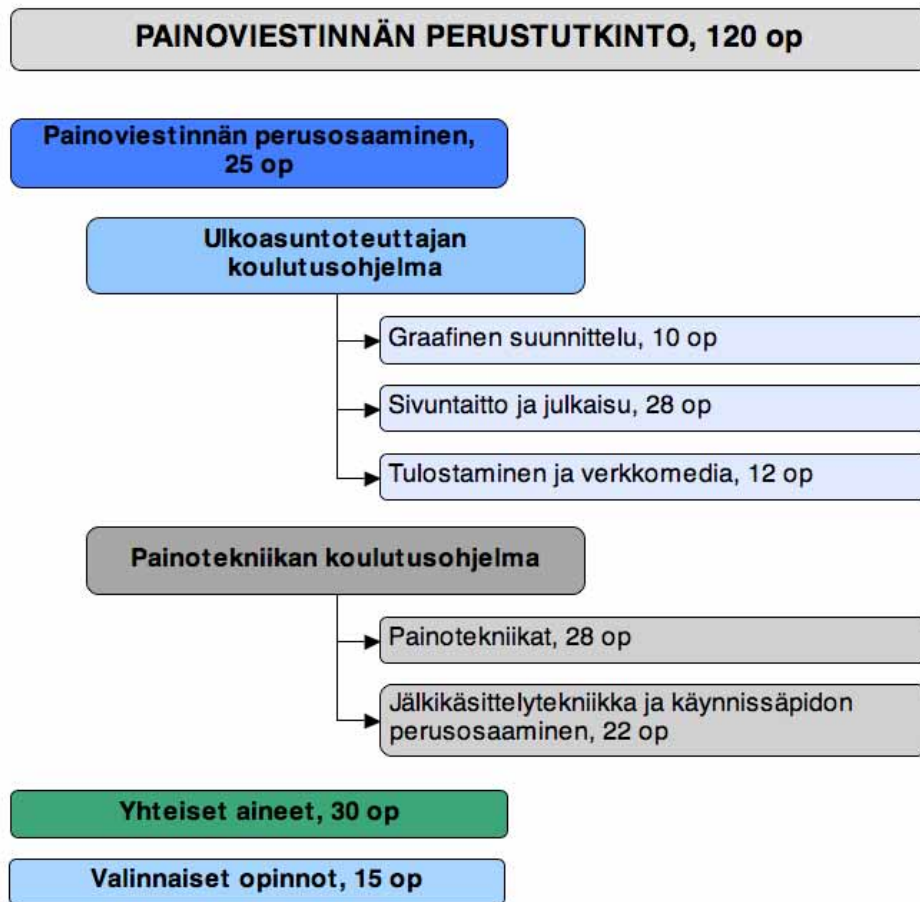 PAINOVIESTINNÄN PERUSTUTKINTO, 120 op
Painoviestinnän perusosaaminen,
25 op
Ulkoasuntoteuttajan
koulutusohjelma
Graafinen suunnittelu, 10 op
Sivuntaitto ja julkaisu, 28 op
Tulostaminen ja verkkomedia, 12 op
Painotekniikan koulutusohjelma
Painotekniikat, 28 op
Jälkikäsittelytekniikka ja käynnissäpidon
perusosaaminen, 22 op
Yhteiset aineet, 30 op
Valinnaiset opinnot, 15 op